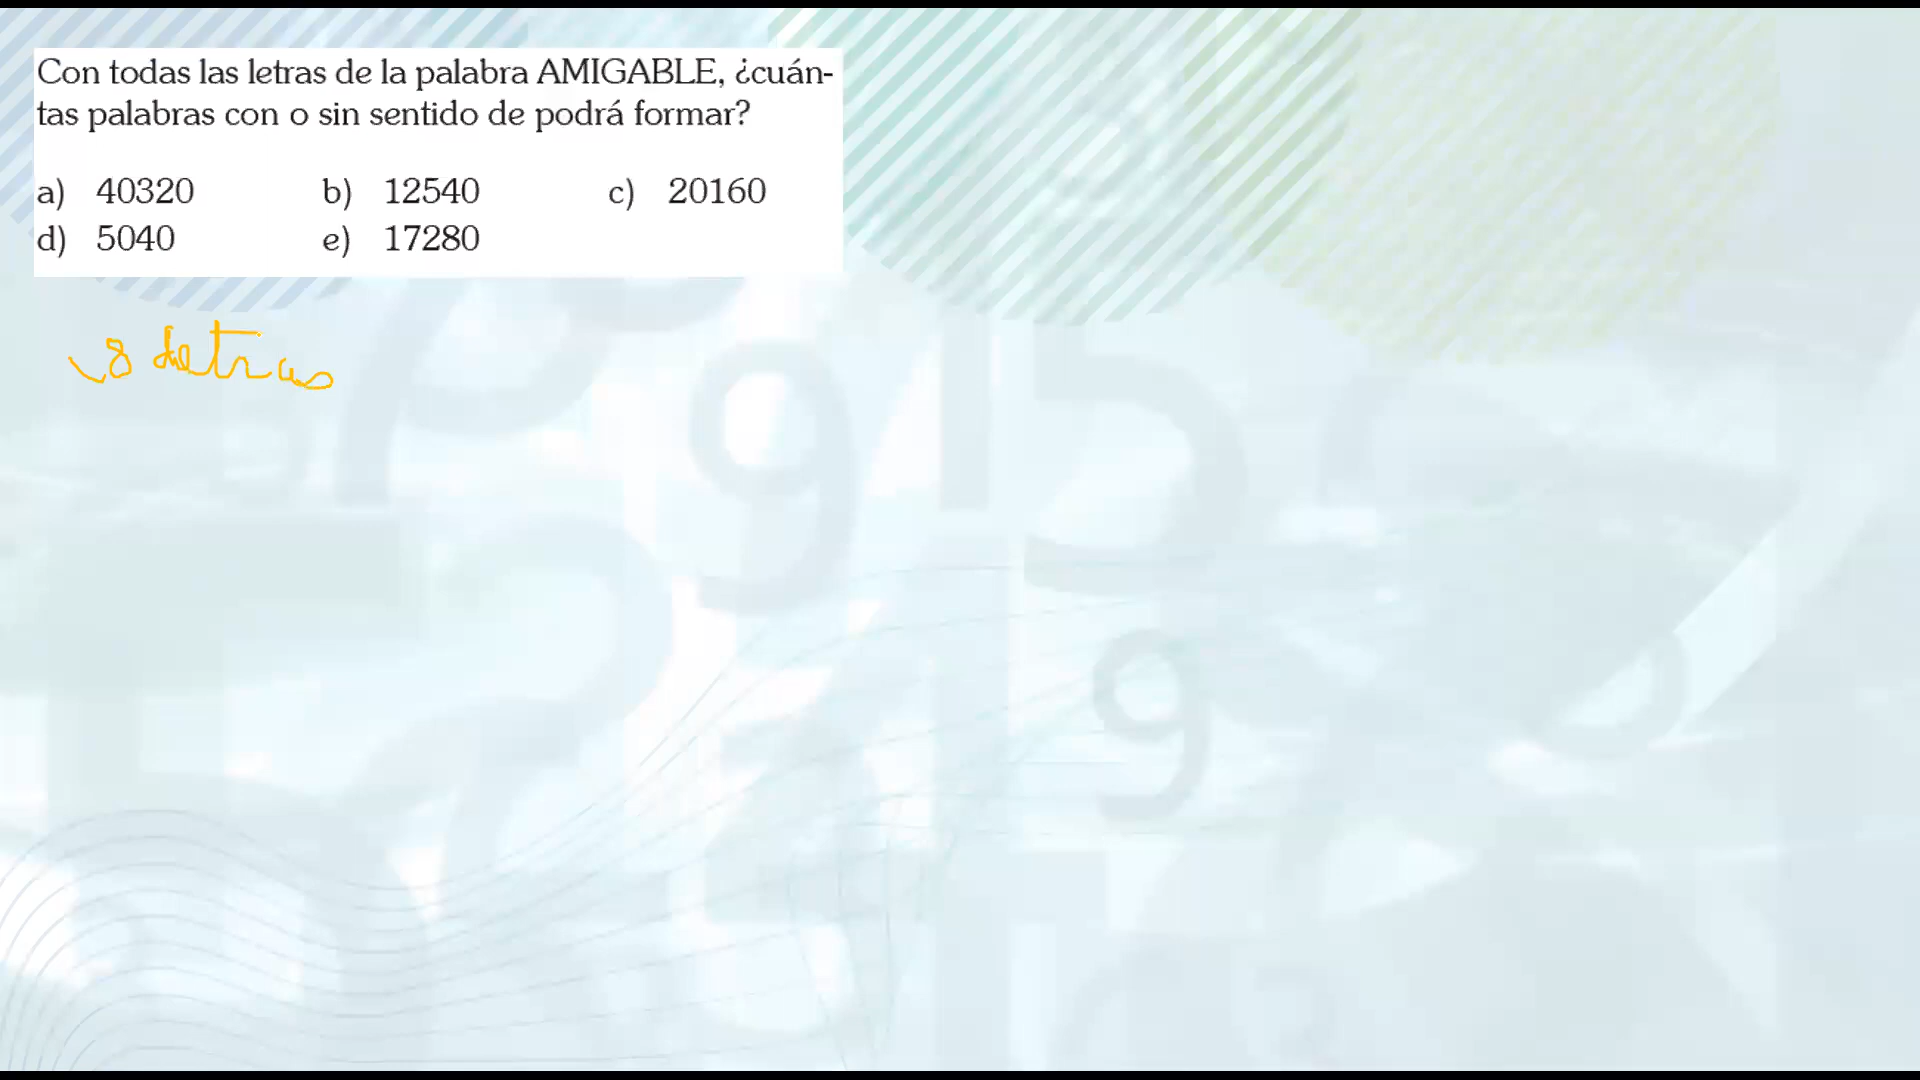 Con todas las letras de la palabra AMIGABLE, ¿cuán-
tas palabras con o sin sentido de podrá formar?
a) 40320 b) 12540 c) 20160
d) 5040 e) 17280
8 letras